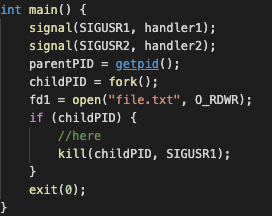 int main() {
    signal(SIGUSR1, handler1);
    signal(SIGUSR2, handler2);
    parentPID = getpid();
    childPID = fork();
    fd1 = open("file.txt", O_RDWR);
    if (childPID) {
        //here
        kill(childPID, SIGUSR1);
    }
    exit(0);
}